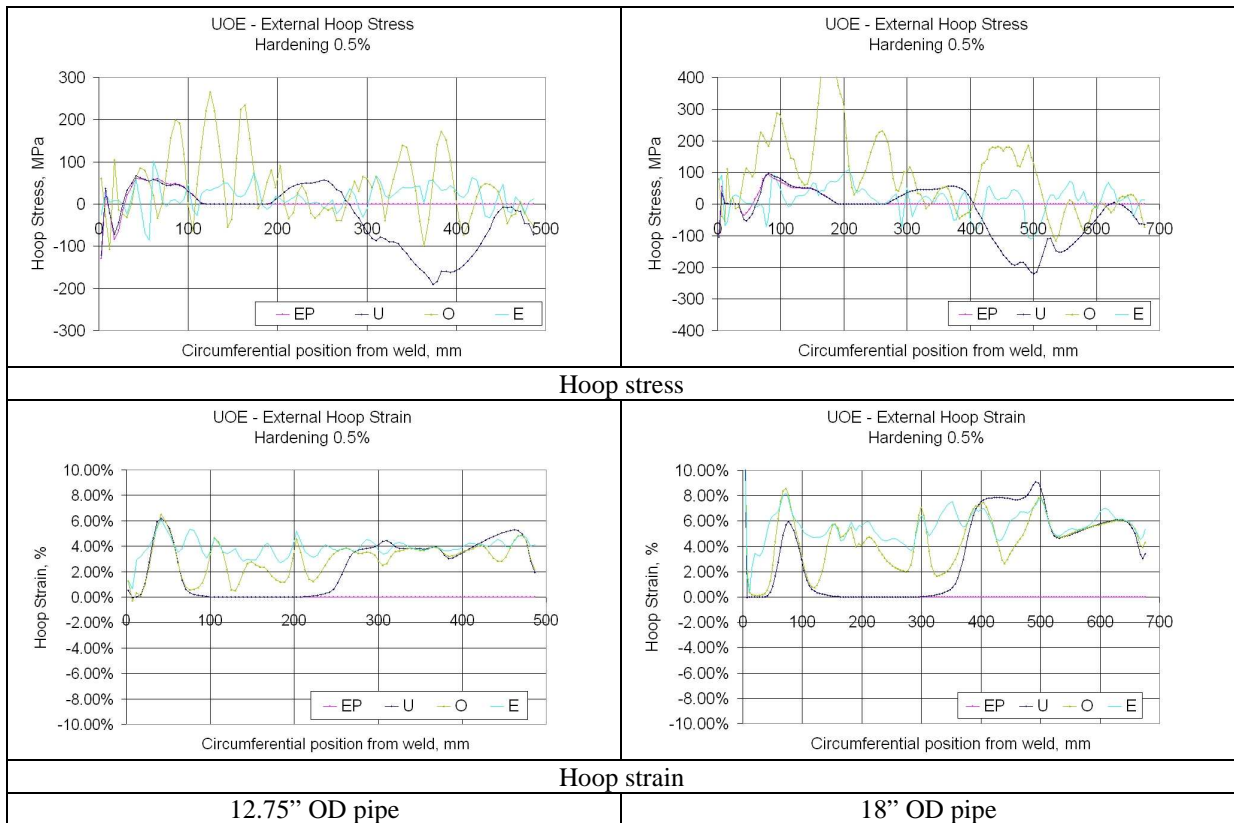 UOE - External Hoop Stress
Hardening 0.5%
Hoop Stress, MPa
300
200
100
0
-100
-200
-300
0 100 200 300 400 500
EP U O E
Circumferential position from weld, mm
UOE - External Hoop Stress
Hardening 0.5%
Hoop Stress, MPa
400
300
200
100
0
-100
-200
-300
-400
0 100 200 300 400 500 600 700
EP U O E
Circumferential position from weld, mm
Hoop stress
UOE - External Hoop Strain
Hardening 0.5%
Hoop Strain, %
10.00%
8.00%
6.00%
4.00%
2.00%
0.00%
-2.00%
-4.00%
-6.00%
-8.00%
-10.00%
0 100 200 300 400 500
EP U O E
Circumferential position from weld, mm
UOE - External Hoop Strain
Hardening 0.5%
Hoop Strain, %
10.00%
8.00%
6.00%
4.00%
2.00%
0.00%
-2.00%
-4.00%
-6.00%
-8.00%
-10.00%
0 100 200 300 400 500 600 700
EP U O E
Circumferential position from weld, mm
Hoop strain
12.75” OD pipe
18” OD pipe